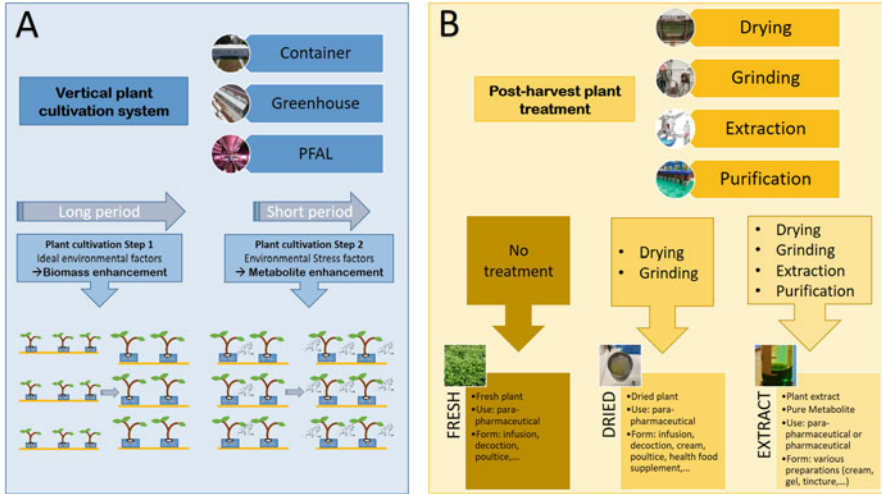 A
Vertical plant
cultivation system
Container
Greenhouse
PFAL
Long period
Short period
Plant cultivation Step 1
Ideal environmental factors
→Biomass enhancement
Plant cultivation Step 2
Environmental Stress factors
→ Metabolite enhancement
B
Post-harvest plant
treatment
Drying
Grinding
Extraction
Purification
No
treatment
• Drying
• Grinding
• Drying
• Grinding
• Extraction
• Purification
FRESH
•Fresh plant
•Use: para-
pharmaceutical
•Form: infusion,
decoction,
poultice,...
DRIED
•Dried plant
•Use: para-
pharmaceutical
•Form: infusion,
decoction, cream,
poultice, health food
supplement,...
EXTRACT
•Plant extract
•Pure Metabolite
•Use: para-
pharmaceutical or
pharmaceutical
•Form: various
preparations (cream,
gel, tincture,...)